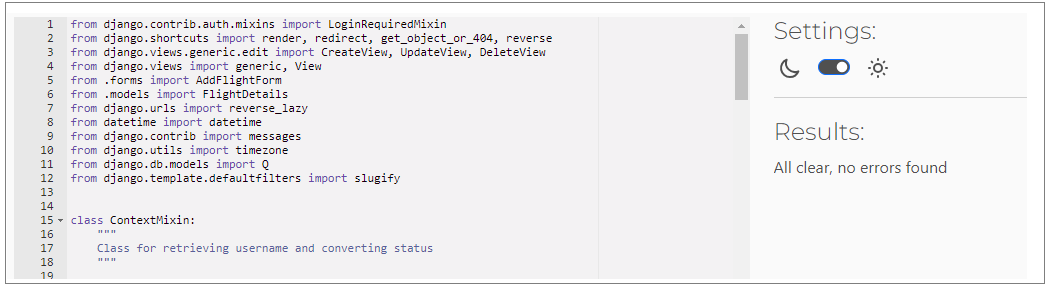 1 from django.contrib.auth.mixins import LoginRequiredMixin
2 from django.shortcuts import render, redirect, get_object_or_404, reverse
3 from django.views.generic.edit import CreateView, UpdateView, DeleteView
4 from django.views import generic, View
5 from .forms import AddFlightForm
6 from .models import FlightDetails
7 from django.urls import reverse_lazy
8 from datetime import datetime
9 from django.contrib import messages
10 from django.utils import timezone
11 from django.db.models import Q
12 from django.template.defaultfilters import slugify
13
14
15 class ContextMixin:
16 """
17 Class for retrieving username and converting status
18 """
19
Settings:
Results:
All clear, no errors found